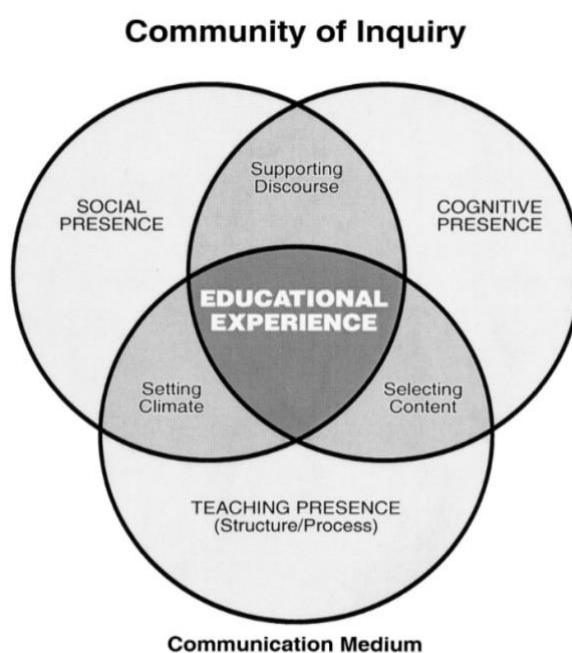 Community of Inquiry
Supporting
Discourse
SOCIAL
PRESENCE
COGNITIVE
PRESENCE
EDUCATIONAL
EXPERIENCE
Setting
Climate
Selecting
Content
TEACHING PRESENCE
(Structure/Process)
Communication Medium